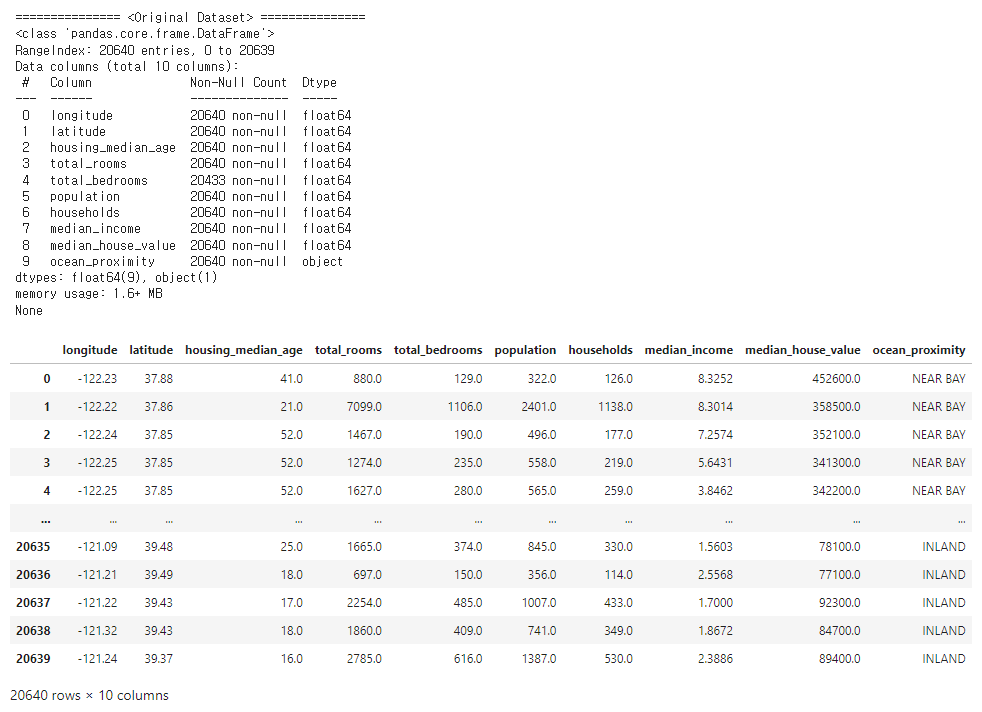 =============== <Original Dataset> ===============
<class 'pandas.core.frame.DataFrame'>
RangeIndex: 20640 entries, 0 to 20639
Data columns (total 10 columns):
 #   Column              Non-Null Count  Dtype
---  ------              --------------  -----
 0   longitude           20640 non-null  float64
 1   latitude            20640 non-null  float64
 2   housing_median_age  20640 non-null  float64
 3   total_rooms         20640 non-null  float64
 4   total_bedrooms      20433 non-null  float64
 5   population          20640 non-null  float64
 6   households          20640 non-null  float64
 7   median_income       20640 non-null  float64
 8   median_house_value  20640 non-null  float64
 9   ocean_proximity     20640 non-null  object
dtypes: float64(9), object(1)
memory usage: 1.6+ MB
None
longitude latitude housing_median_age total_rooms total_bedrooms population households median_income median_house_value ocean_proximity
0 -122.23 37.88 41.0 880.0 129.0 322.0 126.0 8.3252 452600.0 NEAR BAY
1 -122.22 37.86 21.0 7099.0 1106.0 2401.0 1138.0 8.3014 358500.0 NEAR BAY
2 -122.24 37.85 52.0 1467.0 190.0 496.0 177.0 7.2574 352100.0 NEAR BAY
3 -122.25 37.85 52.0 1274.0 235.0 558.0 219.0 5.6431 341300.0 NEAR BAY
4 -122.25 37.85 52.0 1627.0 280.0 565.0 259.0 3.8462 342200.0 NEAR BAY
... ... ... ... ... ... ... ... ... ... ...
20635 -121.09 39.48 25.0 1665.0 374.0 845.0 330.0 1.5603 78100.0 INLAND
20636 -121.21 39.49 18.0 697.0 150.0 356.0 114.0 2.5568 77100.0 INLAND
20637 -121.22 39.43 17.0 2254.0 485.0 1007.0 433.0 1.7000 92300.0 INLAND
20638 -121.32 39.43 18.0 1860.0 409.0 741.0 349.0 1.8672 84700.0 INLAND
20639 -121.24 39.37 16.0 2785.0 616.0 1387.0 530.0 2.3886 89400.0 INLAND
20640 rows × 10 columns